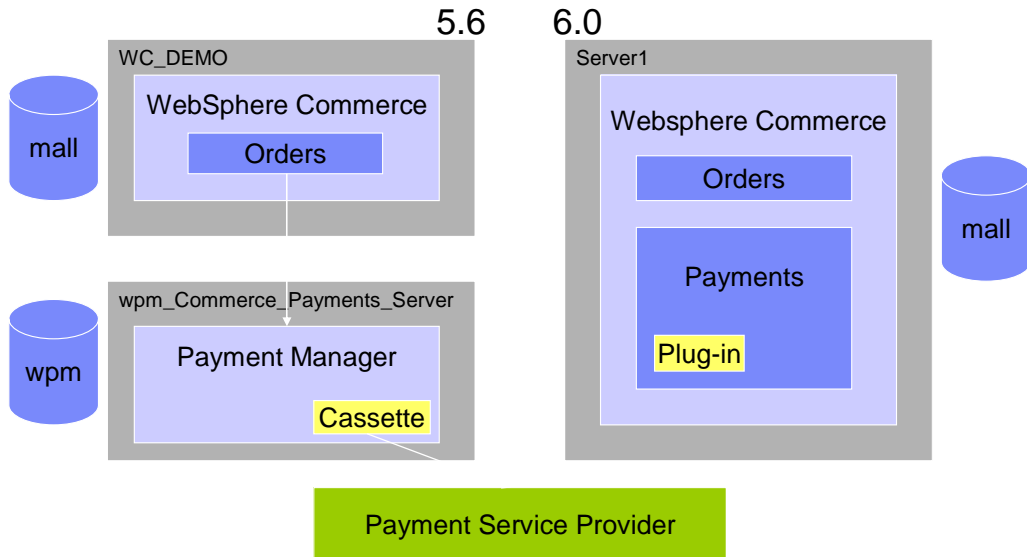 5.6
6.0
WC_DEMO
WebSphere Commerce
Orders
mall
wpm_Commerce_Payments_Server
Payment Manager
Cassette
wpm
Server1
Websphere Commerce
Orders
Payments
Plug-in
mall
Payment Service Provider